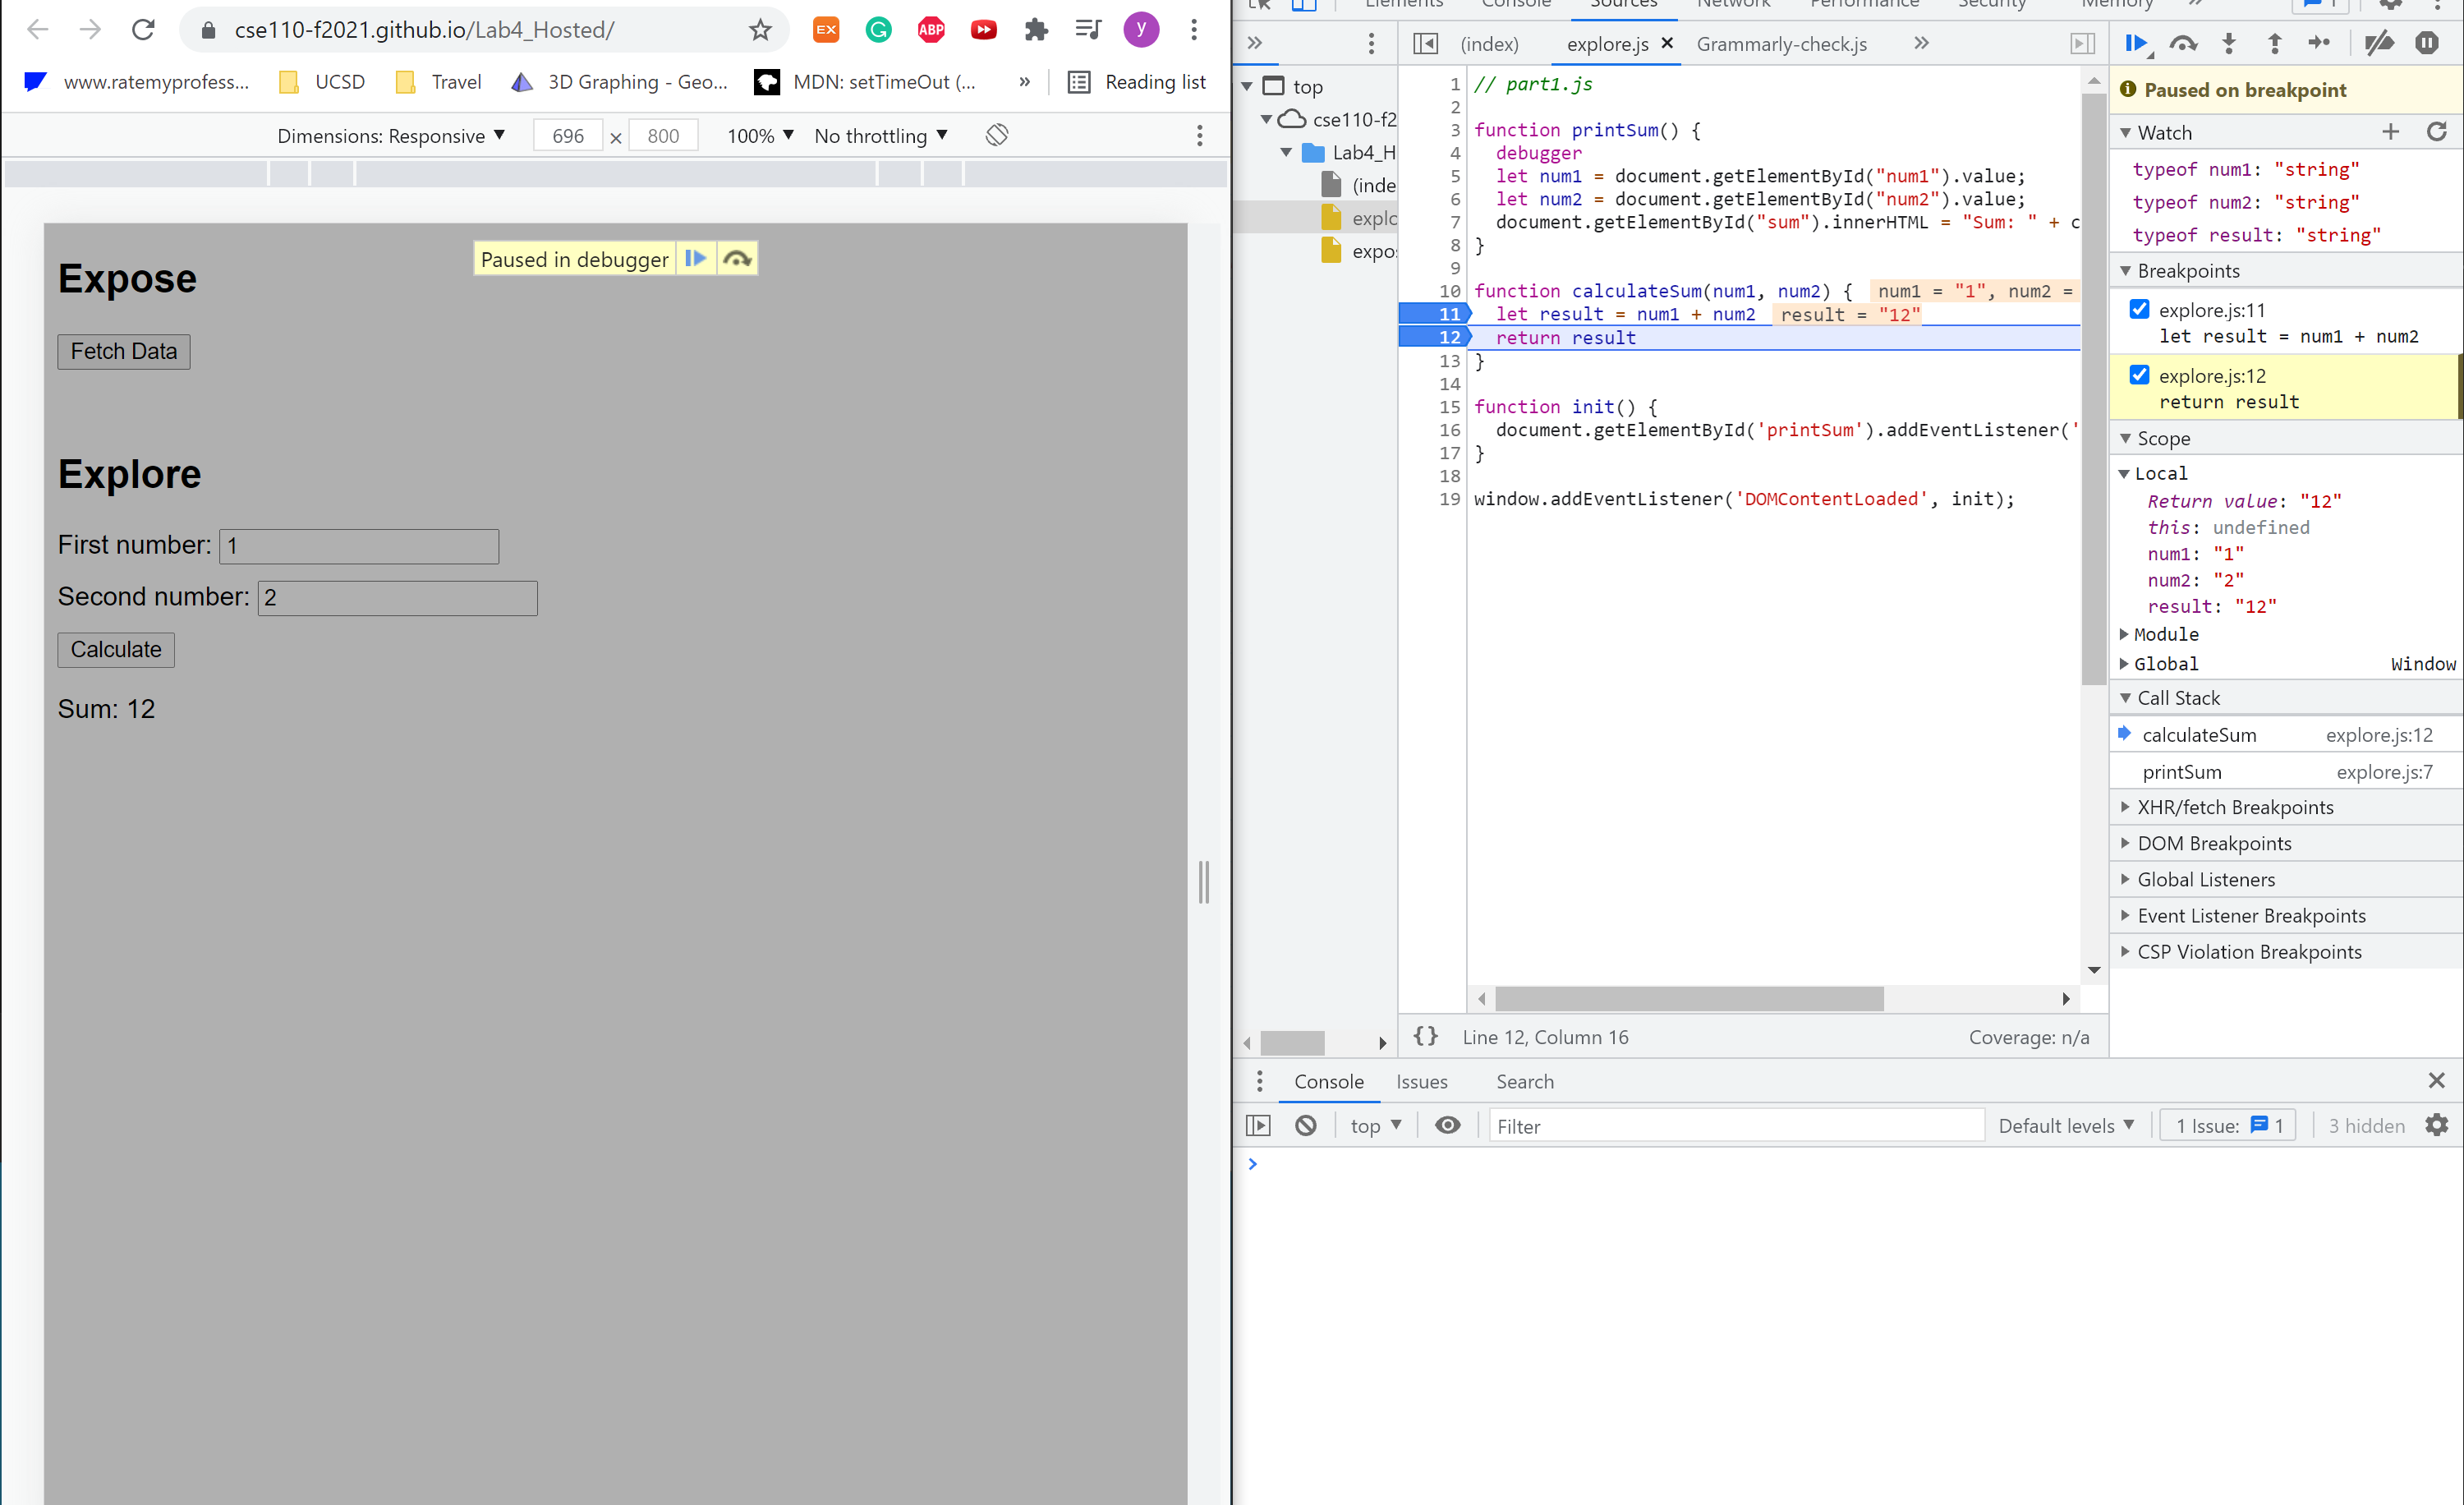 cse110-f2021.github.io/Lab4_Hosted/
EX
ABP
y
www.ratemyprofess...
UCSD
Travel
3D Graphing - Geo...
MDN: setTimeOut (...
»
Reading list
Dimensions: Responsive
696
×
800
100%
No throttling
Paused in debugger
Expose
Fetch Data
Explore
First number: 1
Second number: 2
Calculate
Sum: 12
Elements
Console
Sources
Network
Performance
Security
Memory
»
1
»
(index)
explore.js ×
Grammarly-check.js
»
top
cse110-f2
Lab4_H
(inde
explo
expo
1 // part1.js
2
3 function printSum() {
4 debugger
5 let num1 = document.getElementById("num1").value;
6 let num2 = document.getElementById("num2").value;
7 document.getElementById("sum").innerHTML = "Sum: " + c
8 }
9
10 function calculateSum(num1, num2) { num1 = "1", num2 =
11 let result = num1 + num2 result = "12"
12 return result
13 }
14
15 function init() {
16 document.getElementById('printSum').addEventListener('
17 }
18
19 window.addEventListener('DOMContentLoaded', init);
{} Line 12, Column 16
Coverage: n/a
Paused on breakpoint
Watch
typeof num1: "string"
typeof num2: "string"
typeof result: "string"
Breakpoints
explore.js:11
let result = num1 + num2
explore.js:12
return result
Scope
Local
Return value: "12"
this: undefined
num1: "1"
num2: "2"
result: "12"
Module
Global Window
Call Stack
calculateSum explore.js:12
printSum explore.js:7
XHR/fetch Breakpoints
DOM Breakpoints
Global Listeners
Event Listener Breakpoints
CSP Violation Breakpoints
Console
Issues
Search
top
Filter
Default levels
1 Issue: 1
3 hidden